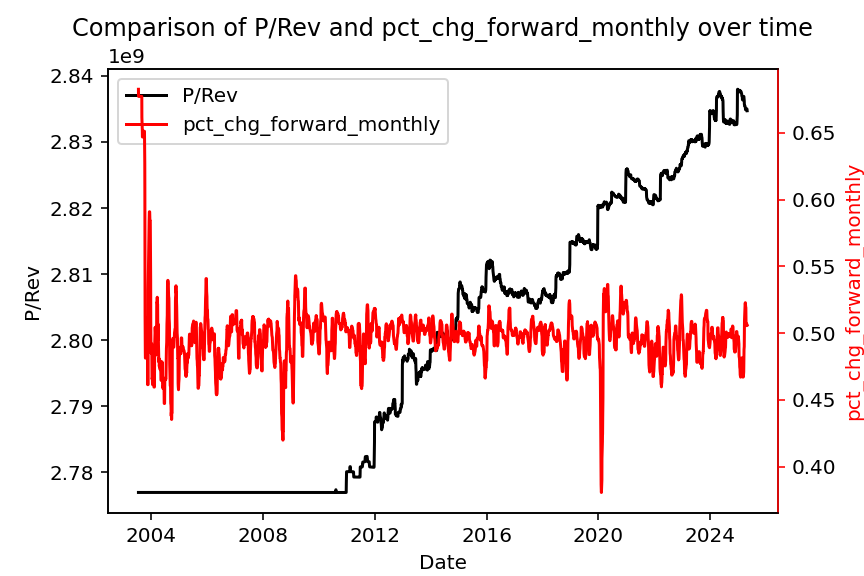 Comparison of P/Rev and pct_chg_forward_monthly over time
1e9
2.84
2.83
2.82
2.81
2.80
2.79
2.78
P/Rev
P/Rev
pct_chg_forward_monthly
0.65
0.60
0.55
0.50
0.45
0.40
pct_chg_forward_monthly
2004 2008 2012 2016 2020 2024
Date